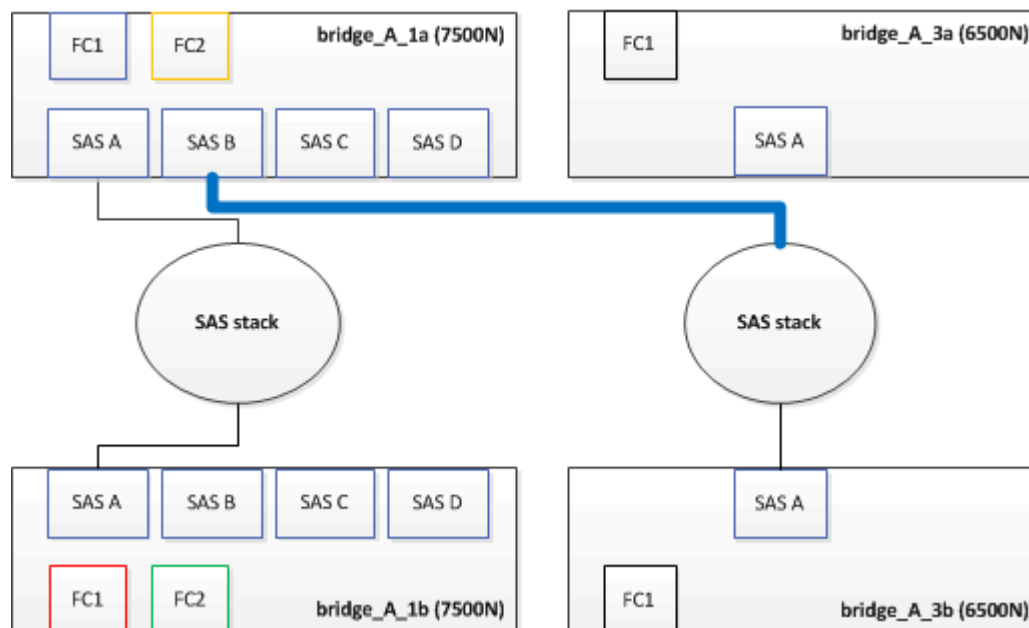 FC1
FC2
bridge_A_1a (7500N)
SAS A
SAS B
SAS C
SAS D
FC1
bridge_A_3a (6500N)
SAS A
SAS stack
SAS stack
SAS A
SAS B
SAS C
SAS D
FC1
FC2
bridge_A_1b (7500N)
SAS A
FC1
bridge_A_3b (6500N)